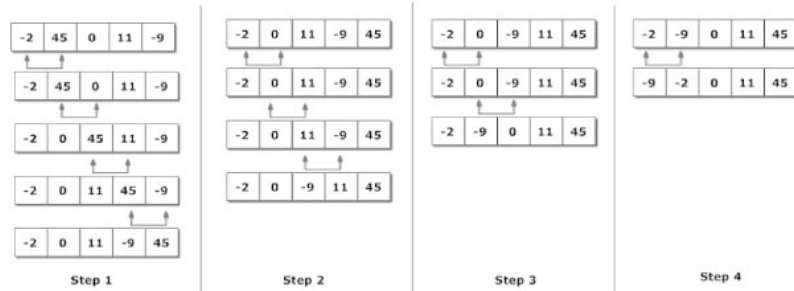 -2 45 0 11 -9
-2 45 0 11 -9
-2 0 45 11 -9
-2 0 11 45 -9
-2 0 11 -9 45
Step 1
-2 0 11 -9 45
-2 0 11 -9 45
-2 0 11 -9 45
-2 0 -9 11 45
Step 2
-2 0 -9 11 45
-2 0 -9 11 45
-2 -9 0 11 45
Step 3
-2 -9 0 11 45
-9 -2 0 11 45
Step 4